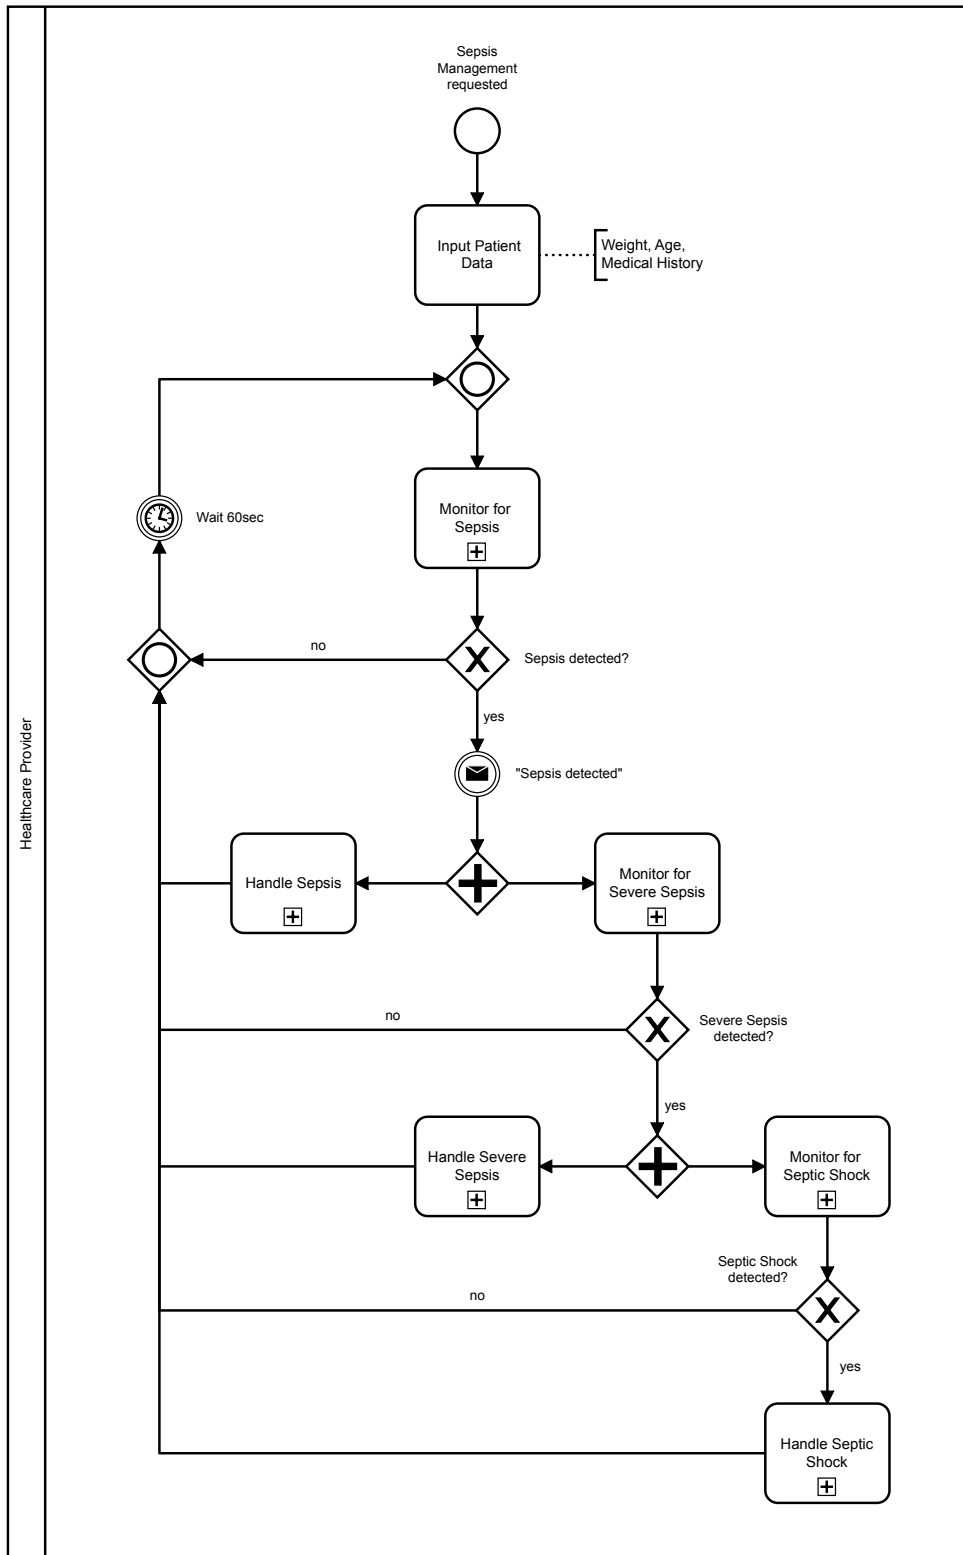 Sepsis
Management
requested
Input Patient
Data
Weight, Age,
Medical History
Monitor for
Sepsis
Wait 60sec
no
Sepsis detected?
yes
"Sepsis detected"
Healthcare Provider
Handle Sepsis
Monitor for
Severe Sepsis
no
Severe Sepsis
detected?
yes
Handle Severe
Sepsis
Monitor for
Septic Shock
Septic Shock
detected?
no
yes
Handle Septic
Shock